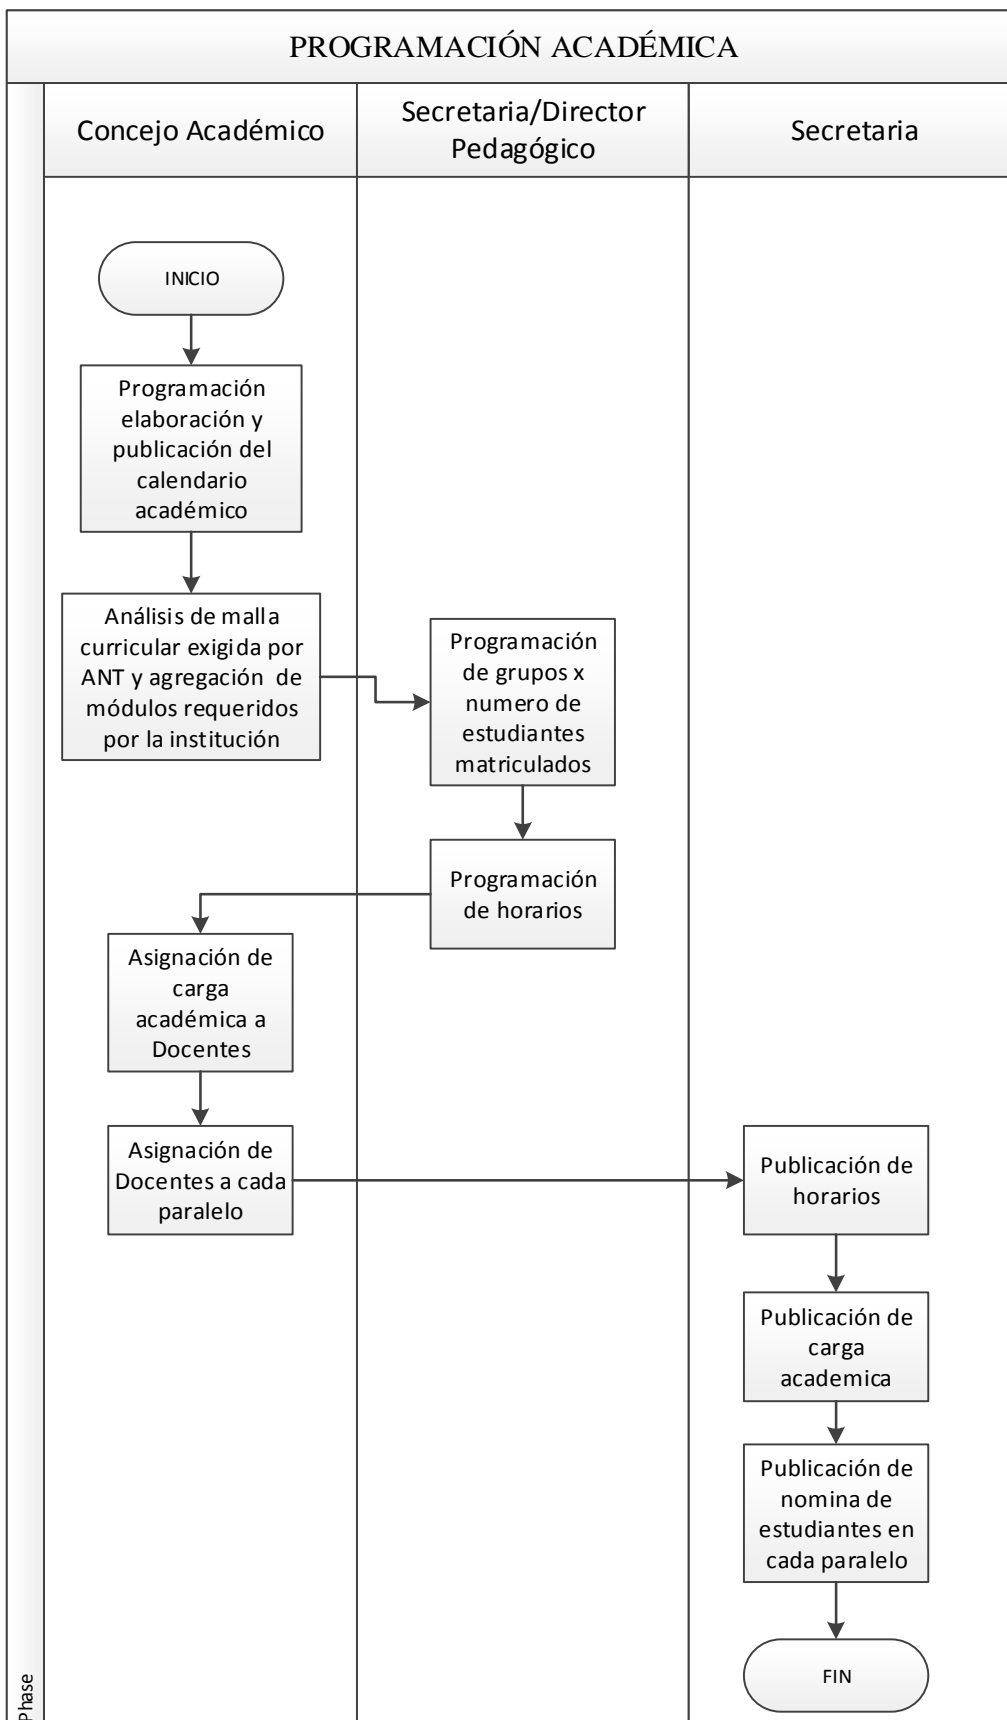 PROGRAMACIÓN ACADÉMICA
Concejo Académico
Secretaria/Director
Pedagógico
Secretaria
INICIO
Programación
elaboración y
publicación del
calendario
académico
Análisis de malla
curricular exigida por
ANT y agregación de
módulos requeridos
por la institución
Programación
de grupos x
numero de
estudiantes
matriculados
Programación
de horarios
Asignación de
carga
académica a
Docentes
Asignación de
Docentes a cada
paralelo
Publicación de
horarios
Publicación de
carga
academica
Publicación de
nomina de
estudiantes en
cada paralelo
FIN
Phase